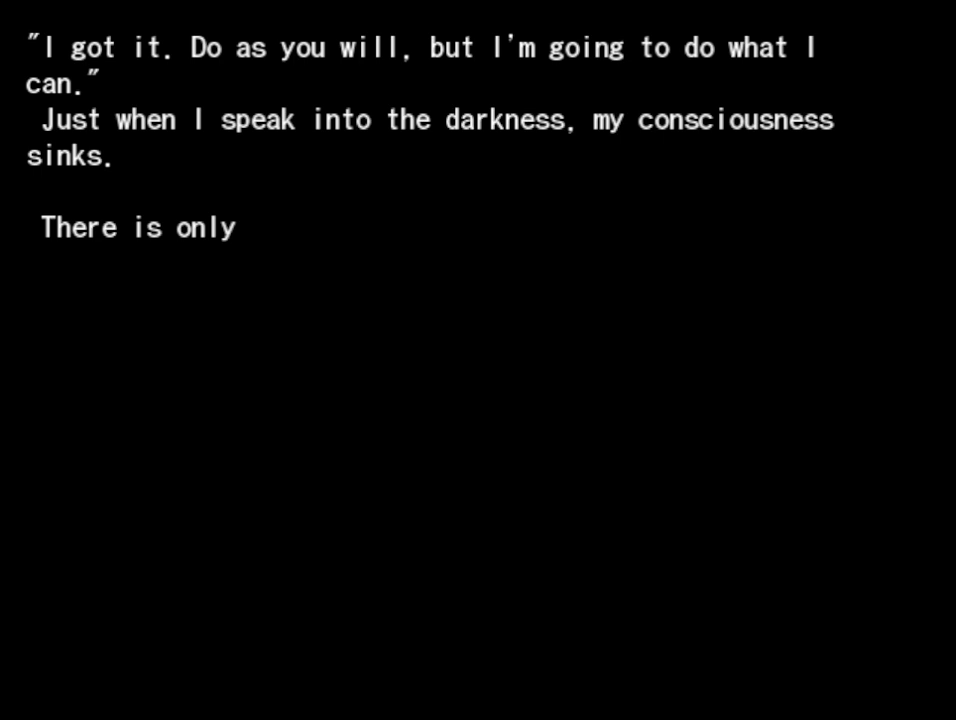 "I got it. Do as you will, but I'm going to do what I
can."
Just when I speak into the darkness, my consciousness
sinks.
There is only